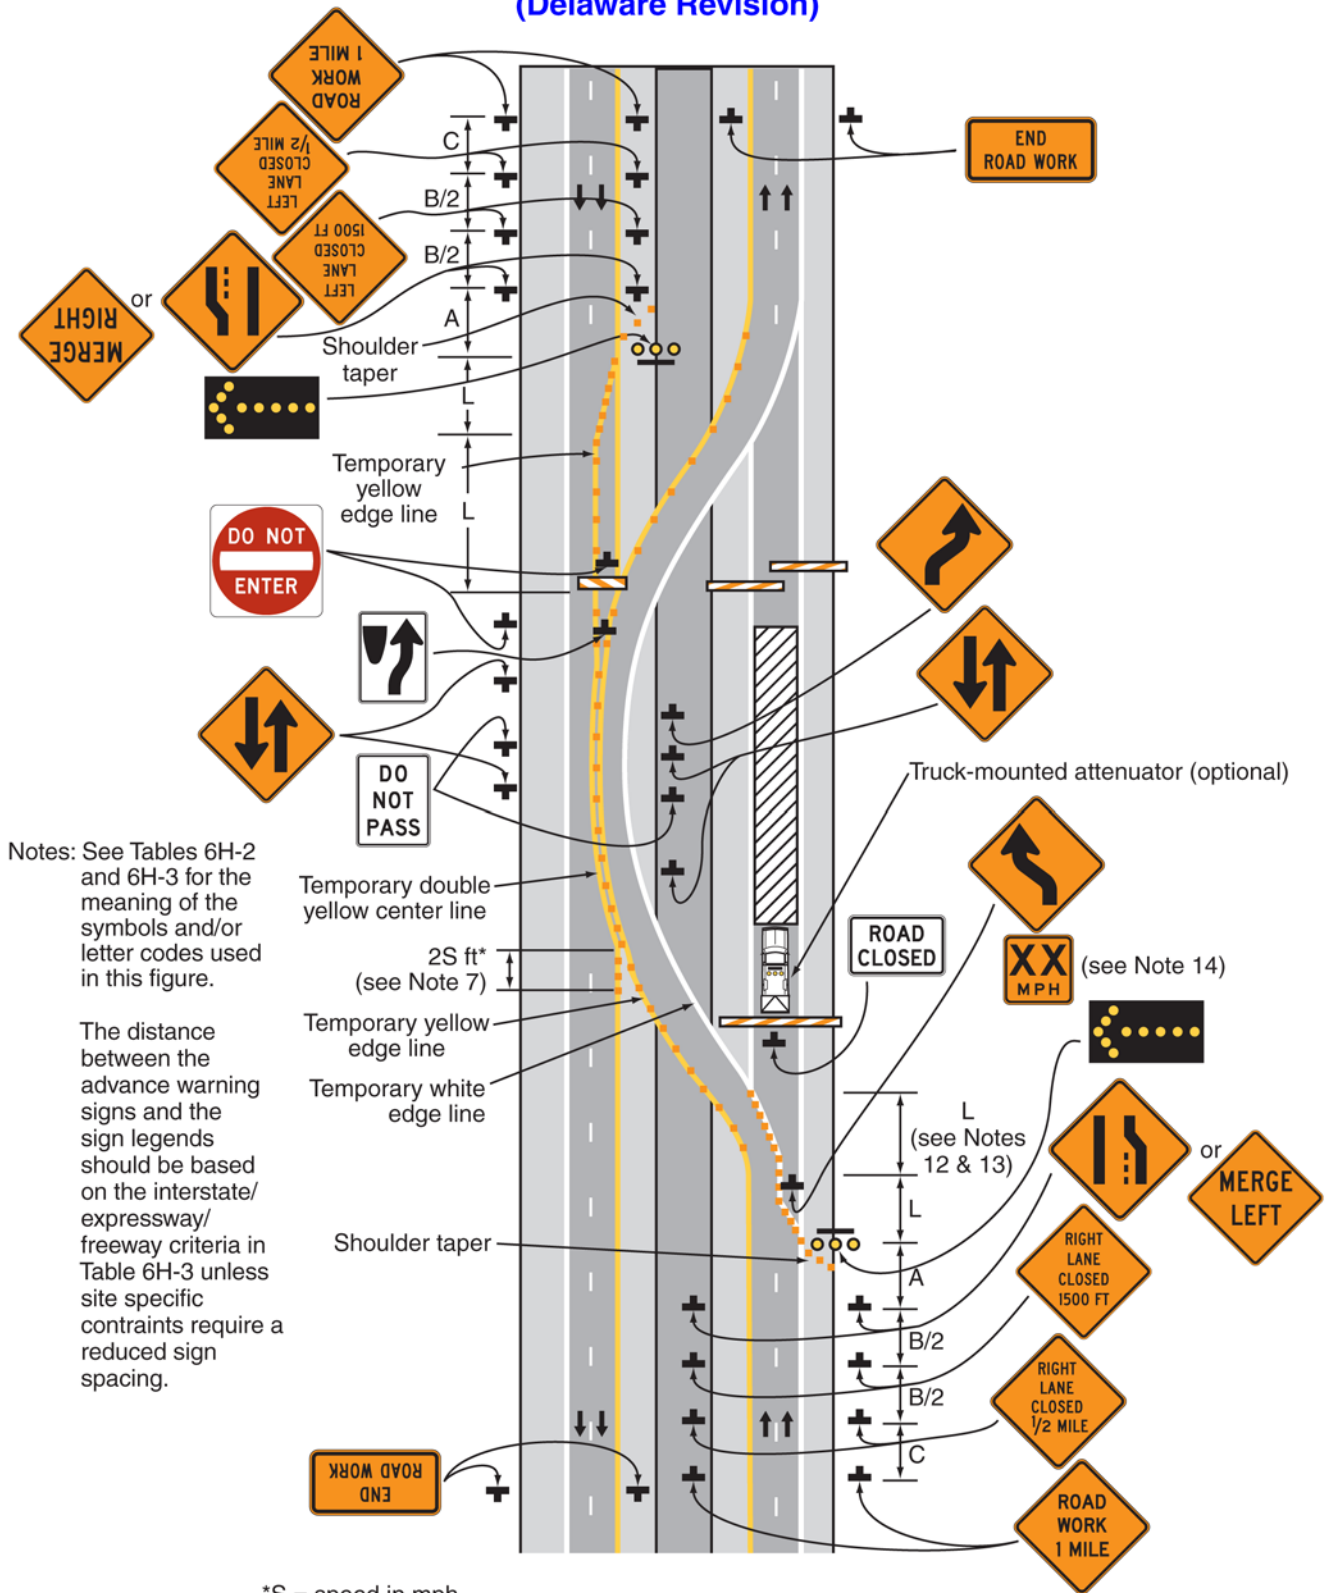 (Delaware Revision)
ROAD
WORK
1 MILE
LEFT
LANE
CLOSED
1/2 MILE
LEFT
LANE
CLOSED
1500 FT
MERGE
RIGHT
or
C
B/2
B/2
A
L
L
Shoulder
taper
END
ROAD WORK
Temporary
yellow
edge line
DO NOT
ENTER
DO
NOT
PASS
Truck-mounted attenuator (optional)
Notes: See Tables 6H-2
and 6H-3 for the
meaning of the
symbols and/or
letter codes used
in this figure.
The distance
between the
advance warning
signs and the
sign legends
should be based
on the interstate/
expressway/
freeway criteria in
Table 6H-3 unless
site specific
contraints require a
reduced sign
spacing.
Temporary double
yellow center line
2S ft*
(see Note 7)
Temporary yellow
edge line
Temporary white
edge line
ROAD
CLOSED
XX
MPH
(see Note 14)
L
(see Notes
12 & 13)
L
A
B/2
B/2
C
or
MERGE
LEFT
Shoulder taper
RIGHT
LANE
CLOSED
1500 FT
RIGHT
LANE
CLOSED
1/2 MILE
ROAD
WORK
1 MILE
END
ROAD WORK
*S = speed in mph